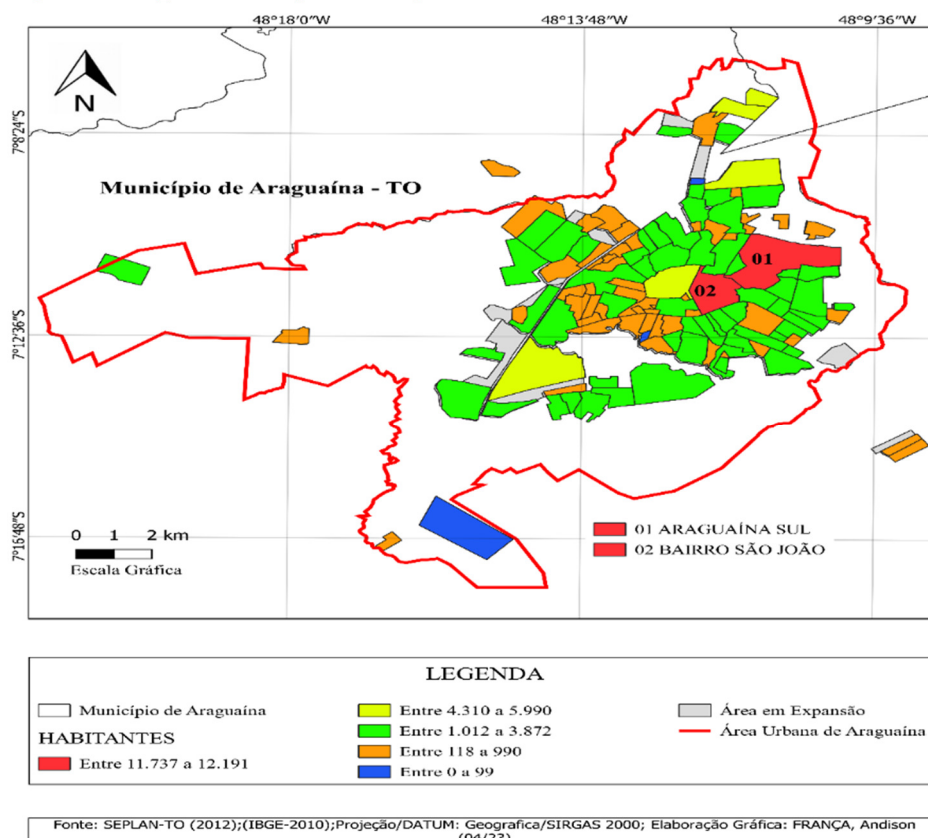 48°18'0"W 48°13'48"W 48°9'36"W
N
7°8'24"S
Município de Araguaína - TO
01
02
7°12'36"S
7°16'48"S
0 1 2 km
Escala Gráfica
01 ARAGUAÍNA SUL
02 BAIRRO SÃO JOÃO
LEGENDA
Município de Araguaína
HABITANTES
Entre 11.737 a 12.191
Entre 4.310 a 5.990
Entre 1.012 a 3.872
Entre 118 a 990
Entre 0 a 99
Área em Expansão
Área Urbana de Araguaína
Fonte: SEPLAN-TO (2012);(IBGE-2010);Projeção/DATUM: Geografica/SIRGAS 2000; Elaboração Gráfica: FRANÇA, Andison
(04/23)